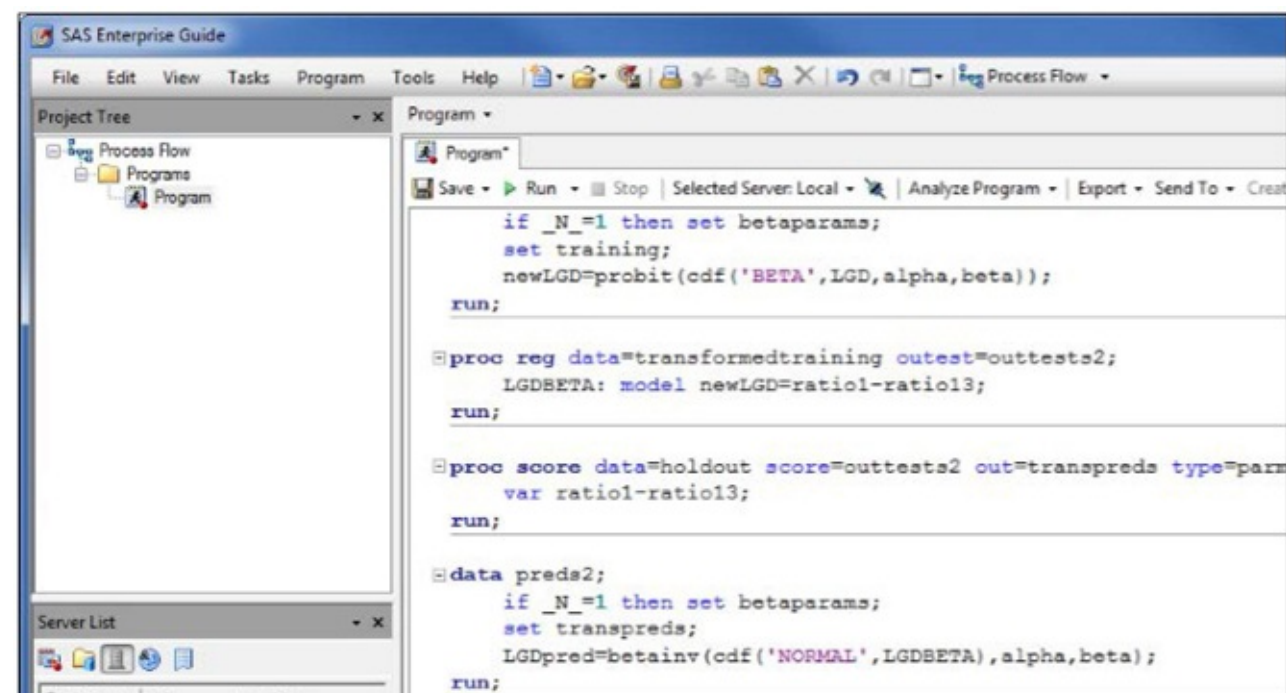 SAS Enterprise Guide
File Edit View Tasks Program Tools Help Process Flow
Project Tree
Process Flow
Programs
Program
Server List
Program
Program*
Save Run Stop Selected Server: Local Analyze Program Export Send To Creat
if _N_=1 then set betaparams;
set training;
newLGD=probit(cdf('BETA',LGD,alpha,beta));
run;
proc reg data=transformedtraining outest=outtests2;
LGDBETA: model newLGD=ratio1-ratio13;
run;
proc score data=holdout score=outtests2 out=transpreds type=parm
var ratio1-ratio13;
run;
data preds2;
if _N_=1 then set betaparams;
set transpreds;
LGDpred=betainv(cdf('NORMAL',LGDBETA),alpha,beta);
run;